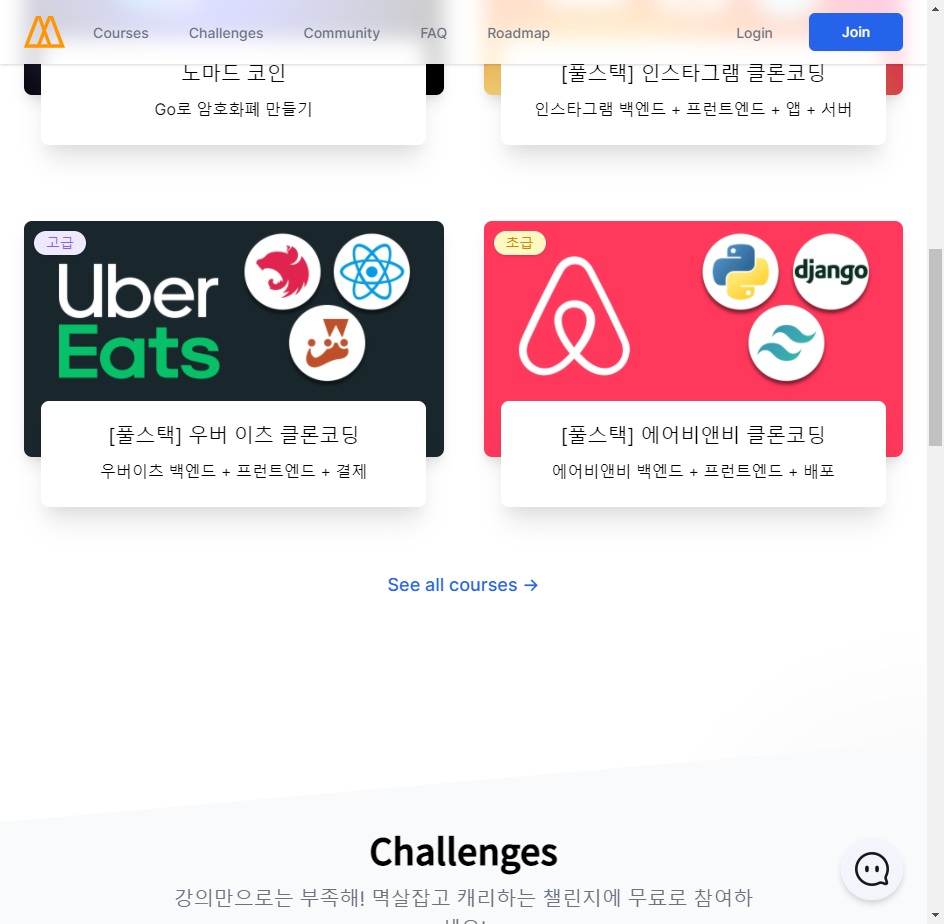 Courses Challenges Community FAQ Roadmap Login Join
노마드 코인
Go로 암호화폐 만들기
[풀스택] 인스타그램 클론코딩
인스타그램 백엔드 + 프런트엔드 + 앱 + 서버
고급
Uber
Eats
[풀스택] 우버 이츠 클론코딩
우버이츠 백엔드 + 프런트엔드 + 결제
초급
django
[풀스택] 에어비앤비 클론코딩
에어비앤비 백엔드 + 프런트엔드 + 배포
See all courses →
Challenges
강의만으로는 부족해! 멱살잡고 캐리하는 챌린지에 무료로 참여하
세요!